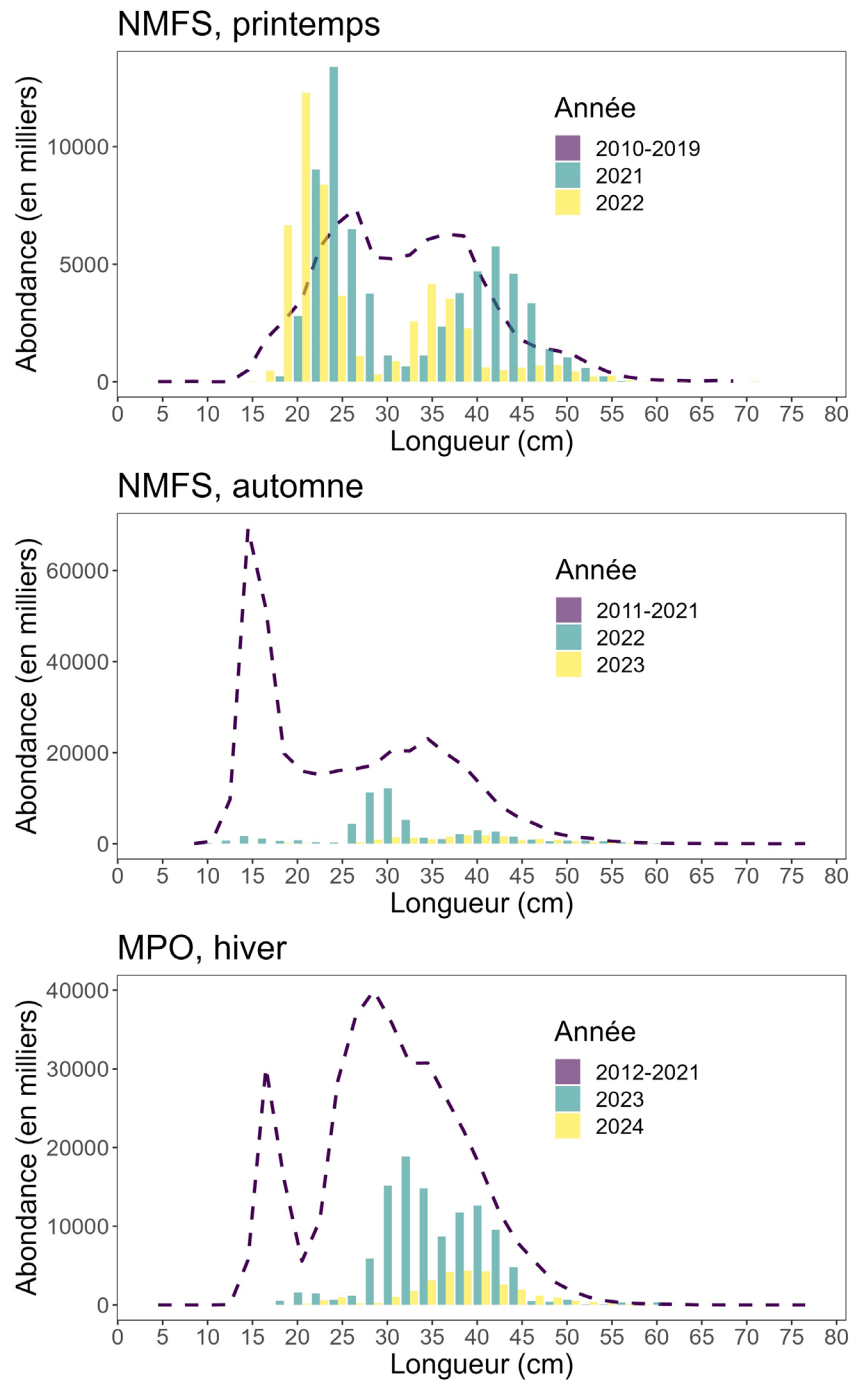 NMFS, printemps
Abondance (en milliers)
10000
5000
0
Année
2010-2019
2021
2022
0 5 10 15 20 25 30 35 40 45 50 55 60 65 70 75 80
Longueur (cm)
NMFS, automne
Abondance (en milliers)
60000
40000
20000
0
Année
2011-2021
2022
2023
0 5 10 15 20 25 30 35 40 45 50 55 60 65 70 75 80
Longueur (cm)
MPO, hiver
Abondance (en milliers)
40000
30000
20000
10000
0
Année
2012-2021
2023
2024
0 5 10 15 20 25 30 35 40 45 50 55 60 65 70 75 80
Longueur (cm)